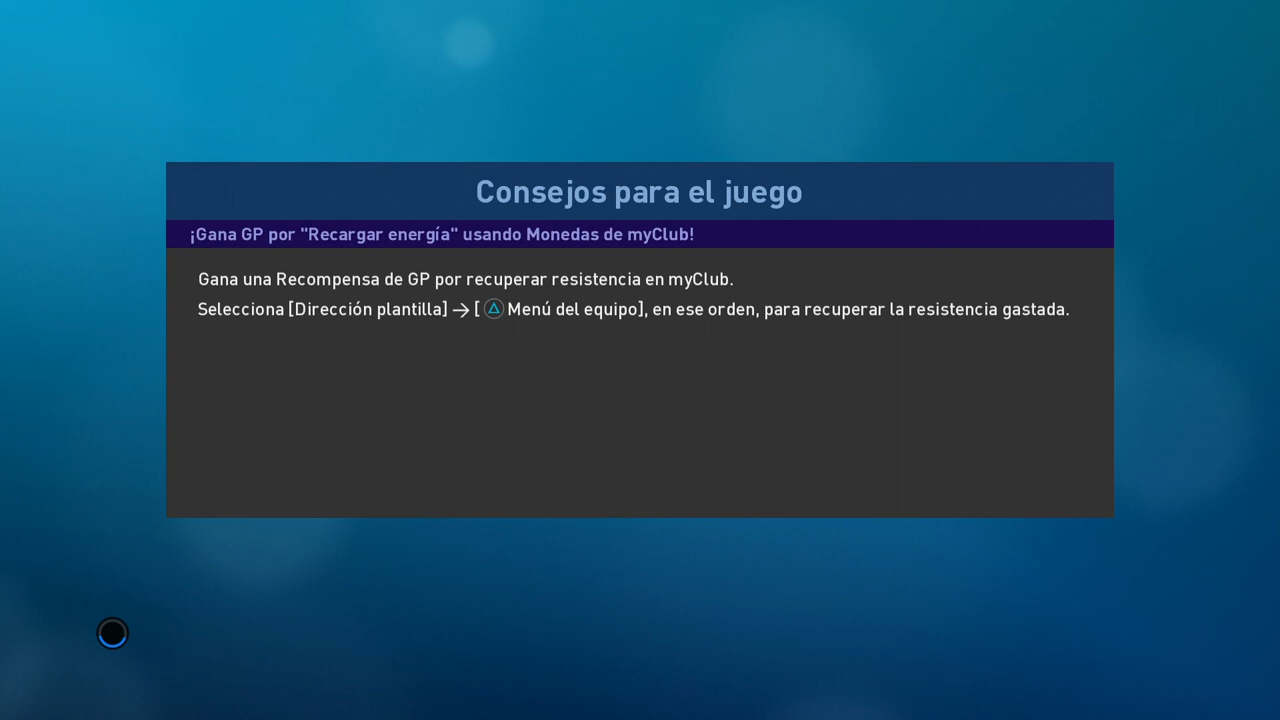 Consejos para el juego
¡Gana GP por "Recargar energía" usando Monedas de myClub!
Gana una Recompensa de GP por recuperar resistencia en myClub.
Selecciona [Dirección plantilla] → [ △ Menú del equipo], en ese orden, para recuperar la resistencia gastada.